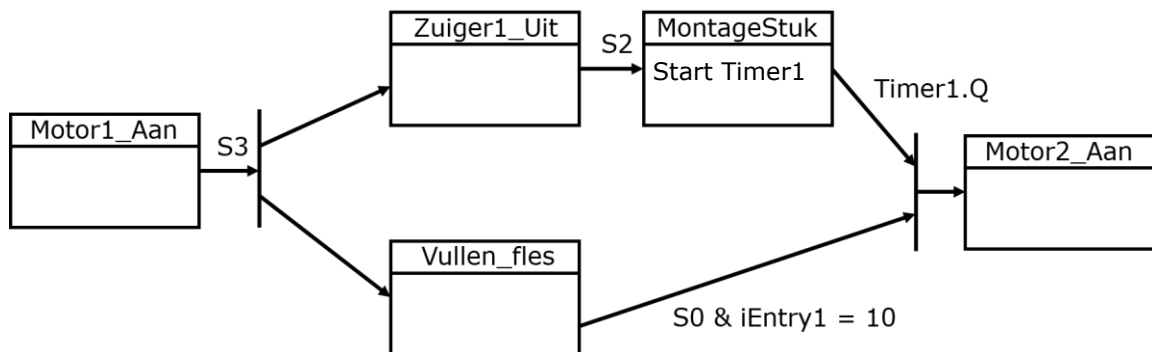 Motor1_Aan
S3
Zuiger1_Uit
S2
MontageStuk
Start Timer1
Timer1.Q
Vullen_fles
S0 & iEntry1 = 10
Motor2_Aan